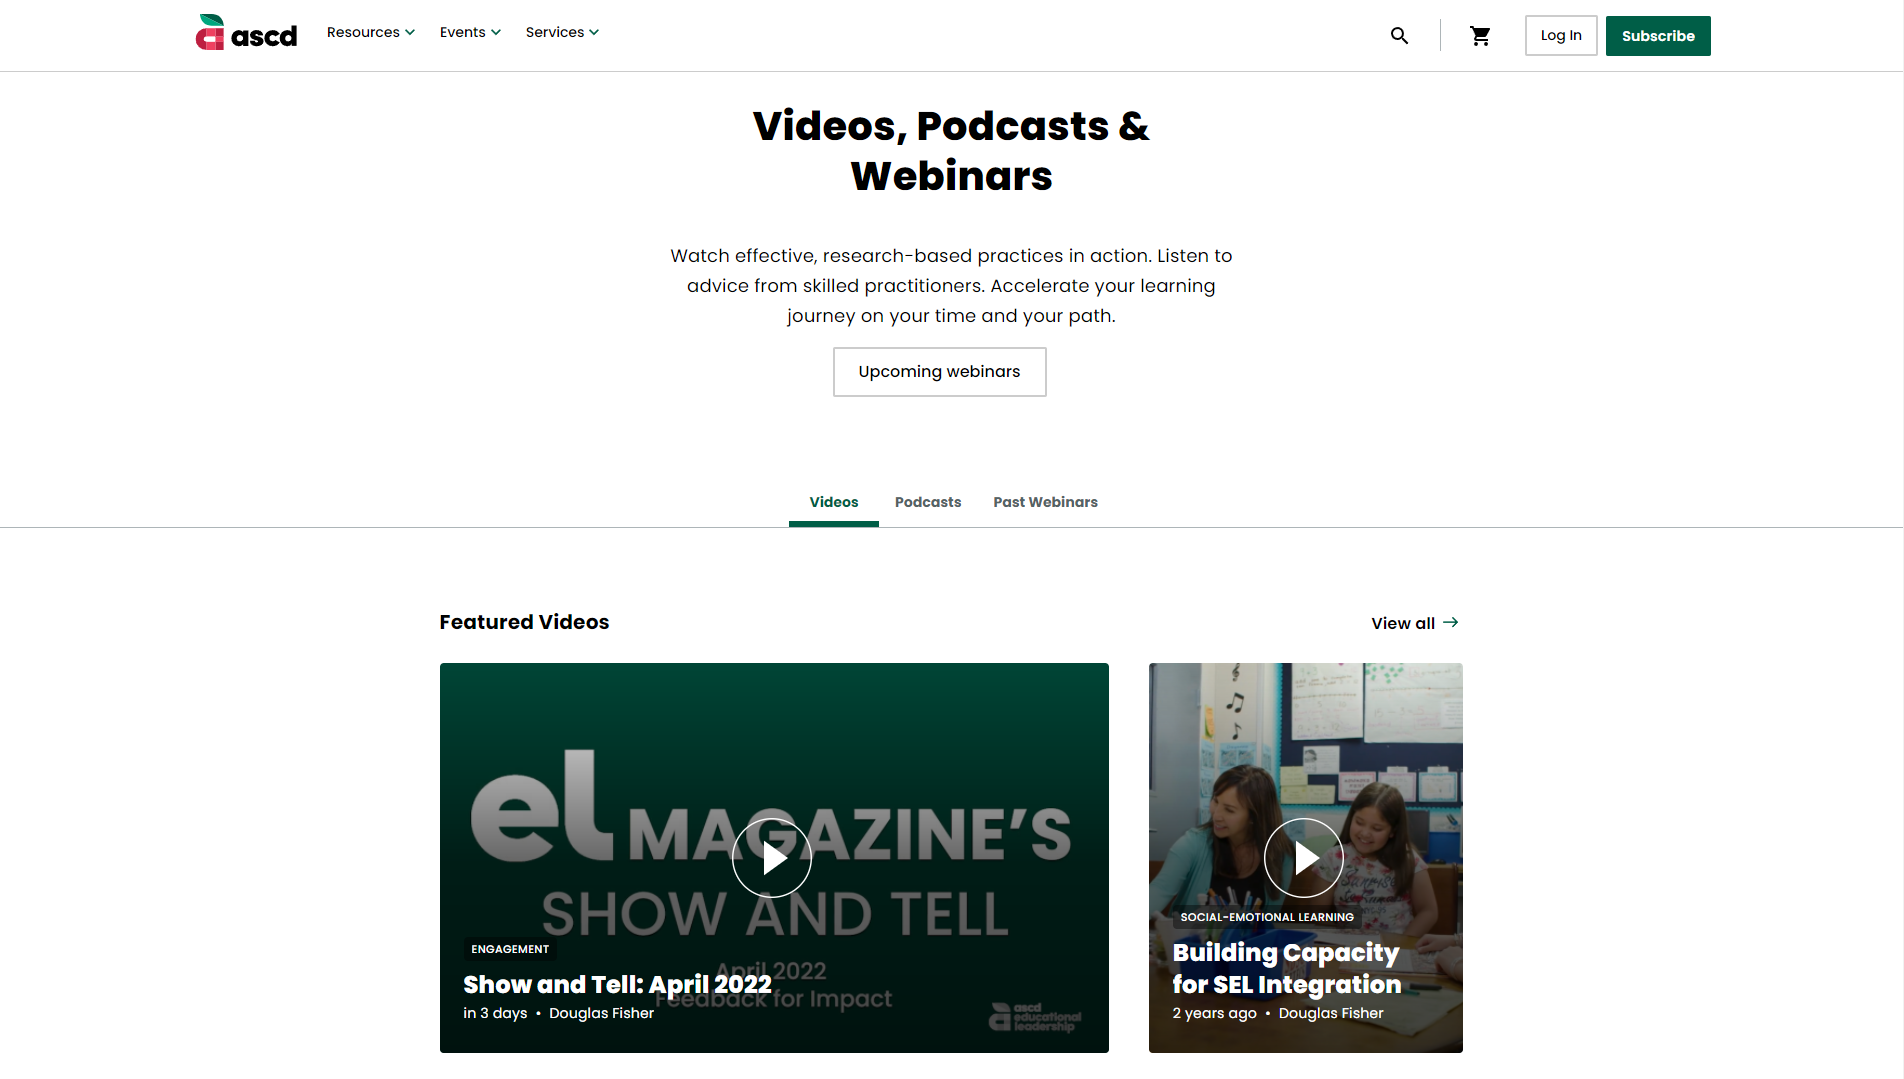 ascd
Resources
Events
Services
Log In
Subscribe
Videos, Podcasts &
Webinars
Watch effective, research-based practices in action. Listen to
advice from skilled practitioners. Accelerate your learning
journey on your time and your path.
Upcoming webinars
Videos
Podcasts
Past Webinars
Featured Videos
View all
el MAGAZINE'S
SHOW AND TELL
April 2022
Feedback for Impact
ascd
educational
leadership
ENGAGEMENT
Show and Tell: April 2022
in 3 days • Douglas Fisher
SOCIAL-EMOTIONAL LEARNING
Building Capacity
for SEL Integration
2 years ago • Douglas Fisher